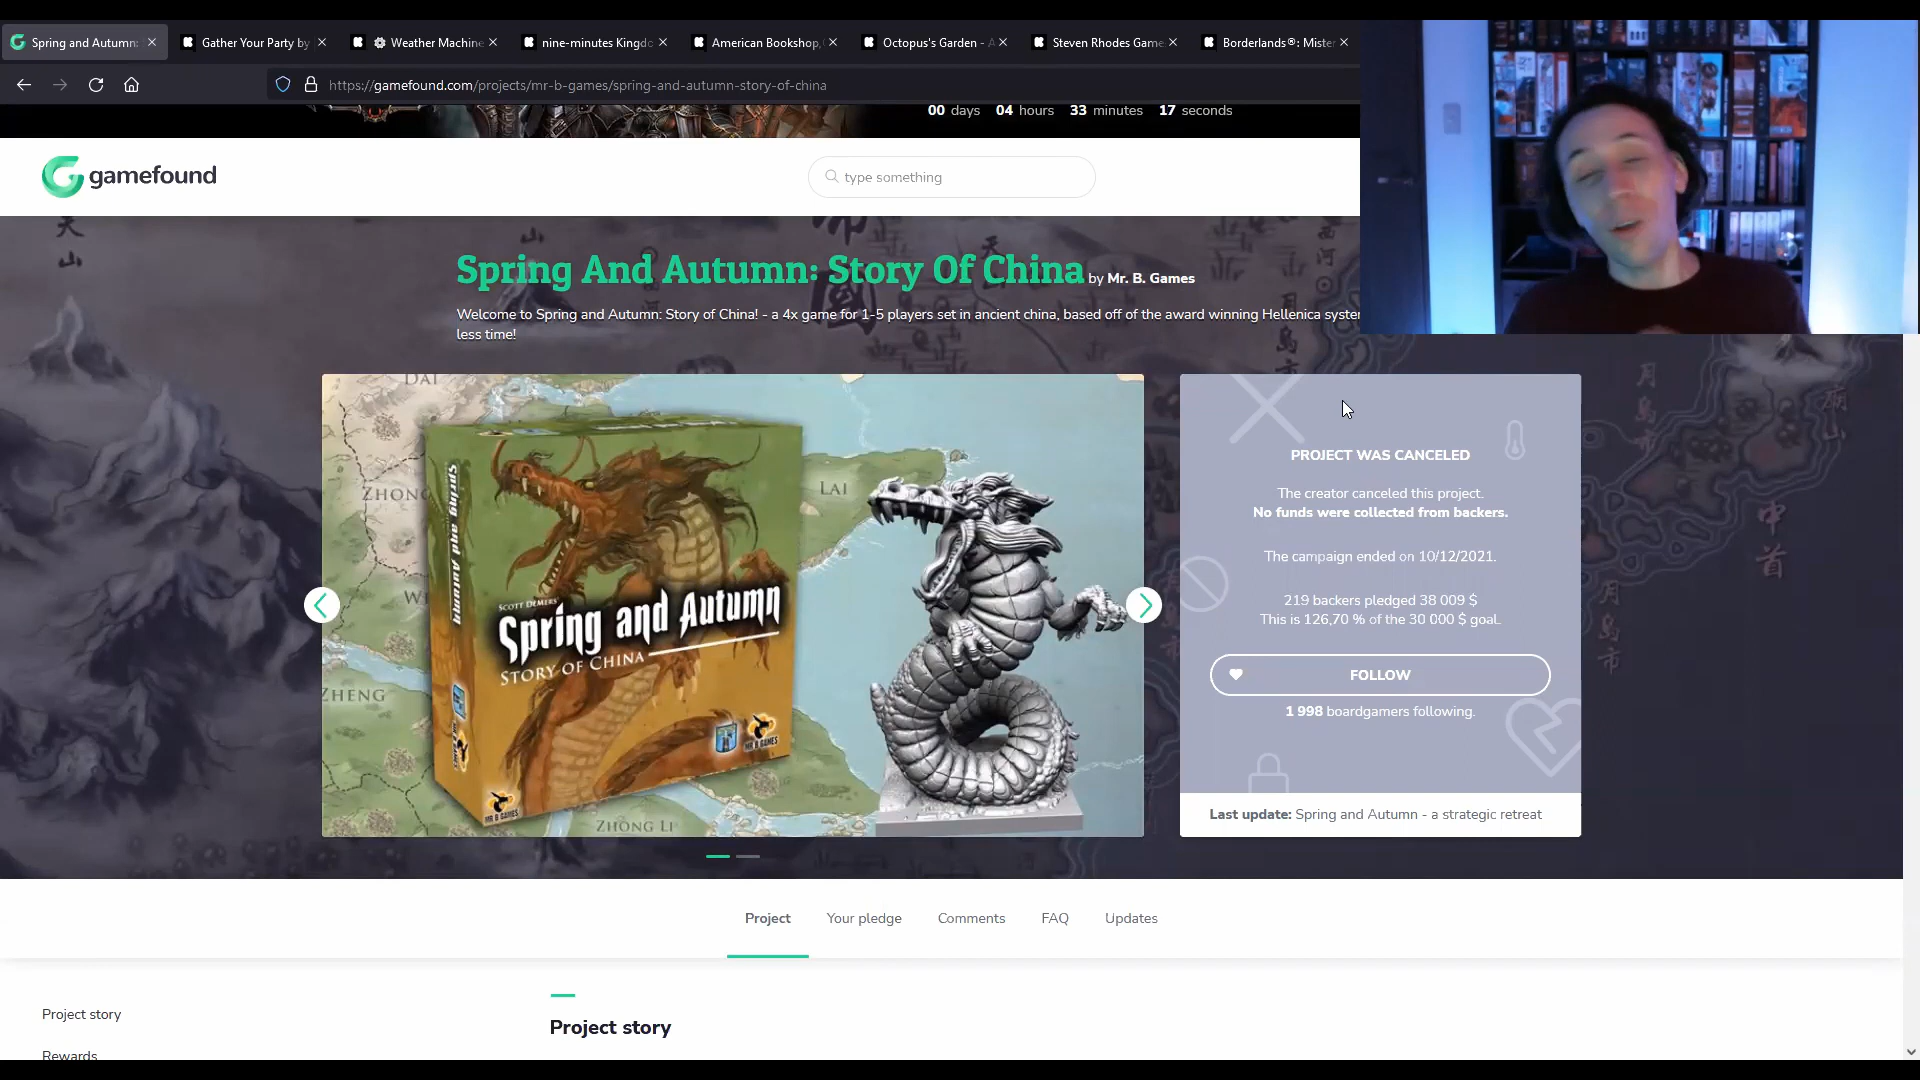 Spring and Autumn:
Gather Your Party by
Weather Machine
nine-minutes Kingdo
American Bookshop,
Octopus's Garden - A
Steven Rhodes Game
Borderlands®: Mister
https://gamefound.com/projects/mr-b-games/spring-and-autumn-story-of-china
00 days 04 hours 33 minutes 17 seconds
gamefound
type something
Spring And Autumn: Story Of China by Mr. B. Games
Welcome to Spring and Autumn: Story of China! - a 4x game for 1-5 players set in ancient china, based off of the award winning Hellenica system
less time!
DAI
ZHONG
LAI
ZHENG
ZHONG LI
Spring and Autumn
SCOTT DEMERS'
Spring and Autumn
STORY OF CHINA
MR B GAMES
MR B GAMES
PROJECT WAS CANCELED
The creator canceled this project.
No funds were collected from backers.
The campaign ended on 10/12/2021.
219 backers pledged 38 009 $
This is 126,70 % of the 30 000 $ goal.
FOLLOW
1 998 boardgamers following.
Last update: Spring and Autumn - a strategic retreat
Project
Your pledge
Comments
FAQ
Updates
Project story
Rewards
Project story